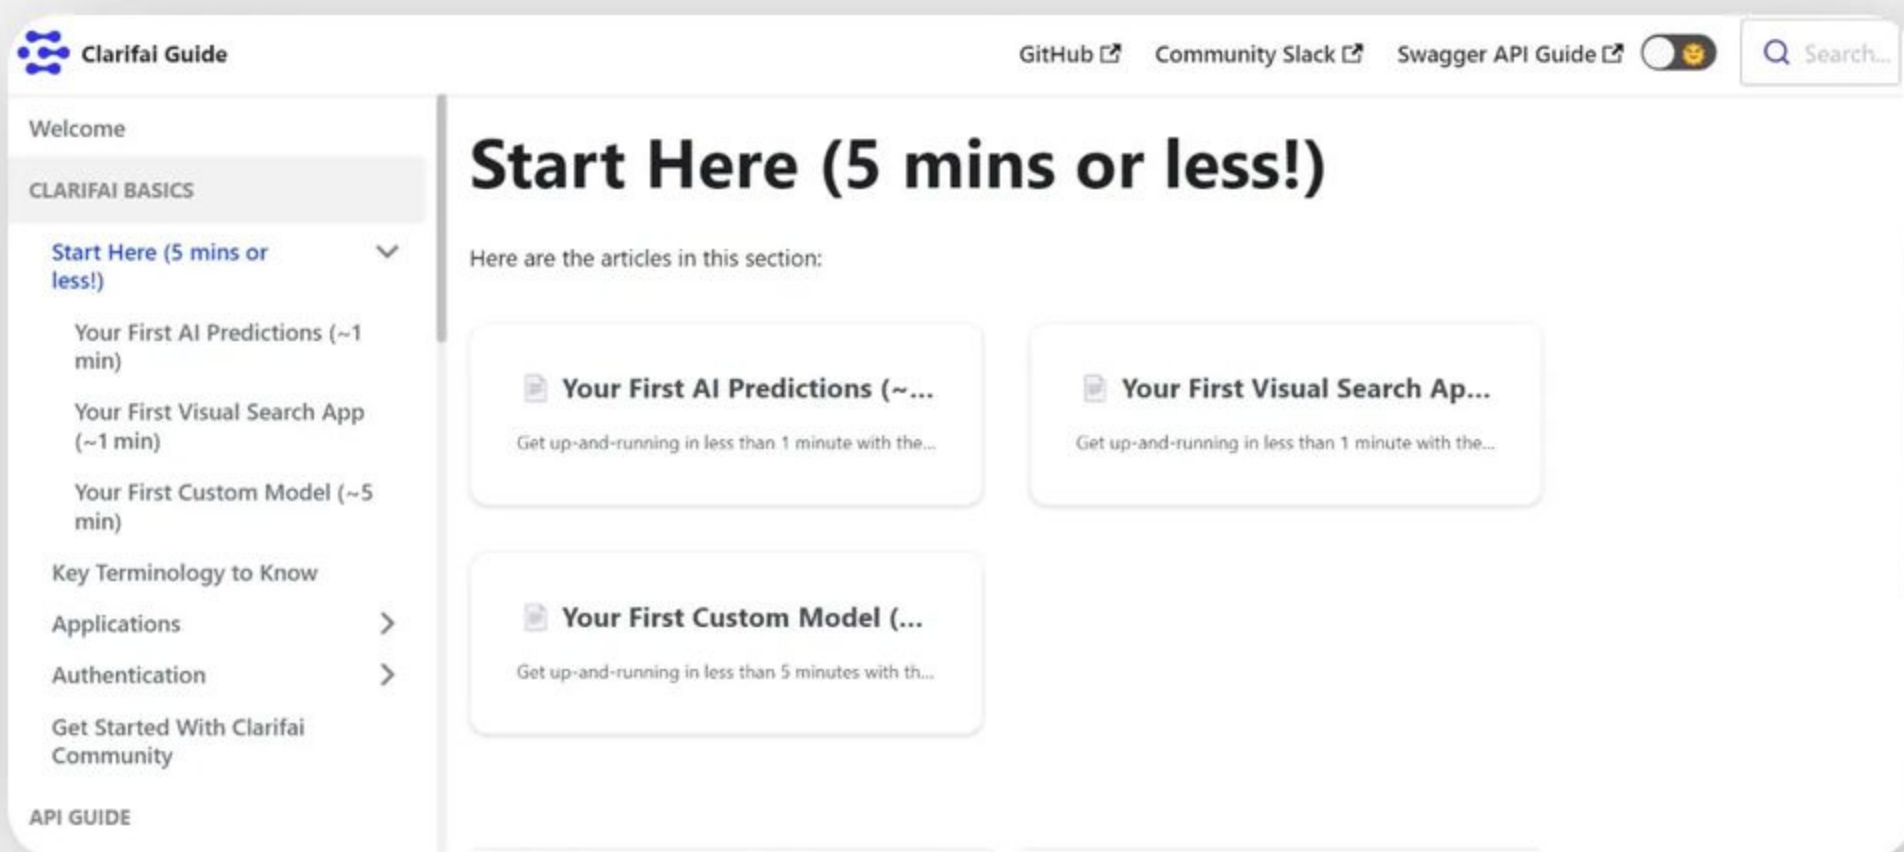 Clarifai Guide
GitHub
Community Slack
Swagger API Guide
Search...
Welcome
CLARIFAI BASICS
Start Here (5 mins or
less!)
Your First AI Predictions (~1
min)
Your First Visual Search App
(~1 min)
Your First Custom Model (~5
min)
Key Terminology to Know
Applications
Authentication
Get Started With Clarifai
Community
API GUIDE
Start Here (5 mins or less!)
Here are the articles in this section:
Your First AI Predictions (~...
Get up-and-running in less than 1 minute with the...
Your First Visual Search Ap...
Get up-and-running in less than 1 minute with the...
Your First Custom Model (...
Get up-and-running in less than 5 minutes with th...